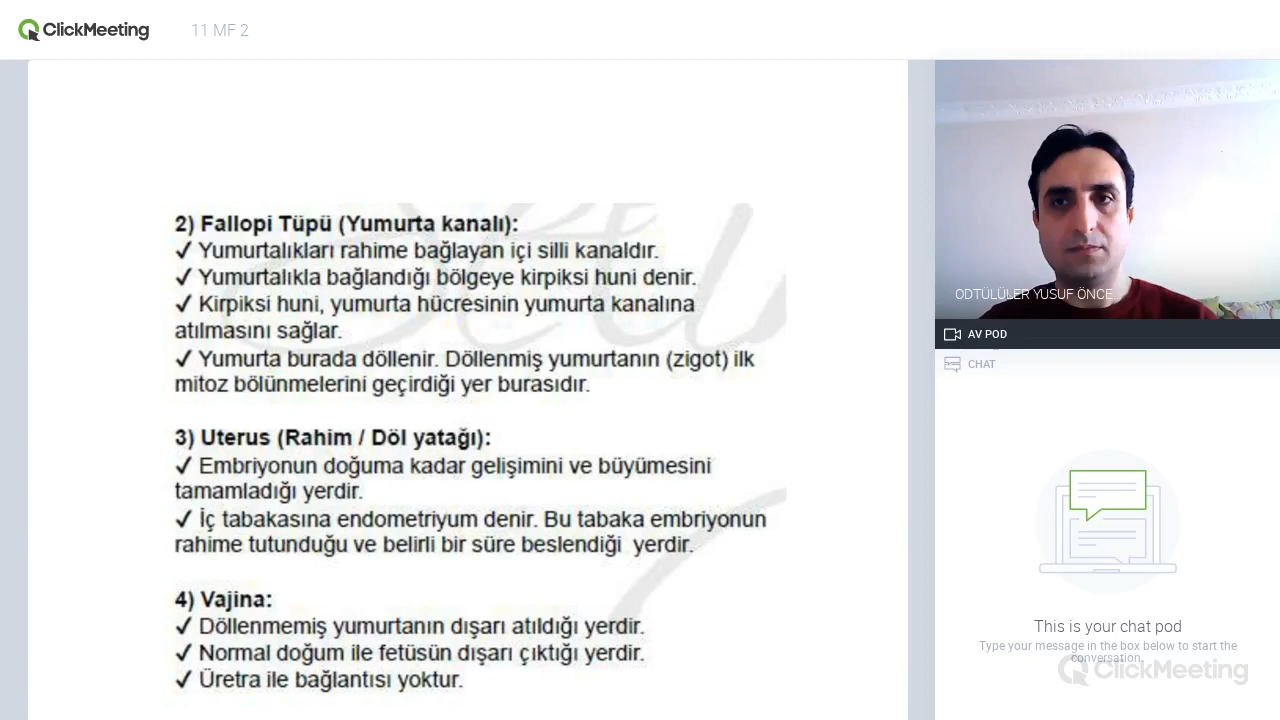 ClickMeeting
11 MF 2
2) Fallopi Tüpü (Yumurta kanalı):
✓ Yumurtalıkları rahime bağlayan içi silli kanaldır.
✓ Yumurtalıkla bağlandığı bölgeye kirpiksi huni denir.
✓ Kirpiksi huni, yumurta hücresinin yumurta kanalına
atılmasını sağlar.
✓ Yumurta burada döllenir. Döllenmiş yumurtanın (zigot) ilk
mitoz bölünmelerini geçirdiği yer burasıdır.
3) Uterus (Rahim / Döl yatağı):
✓ Embriyonun doğuma kadar gelişimini ve büyümesini
tamamladığı yerdir.
✓ İç tabakasına endometriyum denir. Bu tabaka embriyonun
rahime tutunduğu ve belirli bir süre beslendiği  yerdir.
4) Vajina:
✓ Döllenmemiş yumurtanın dışarı atıldığı yerdir.
✓ Normal doğum ile fetüsün dışarı çıktığı yerdir.
✓ Üretra ile bağlantısı yoktur.
ODTÜLÜLER YUSUF ÖNCE...
AV POD
CHAT
This is your chat pod
Type your message in the box below to start the
conversation.
ClickMeeting